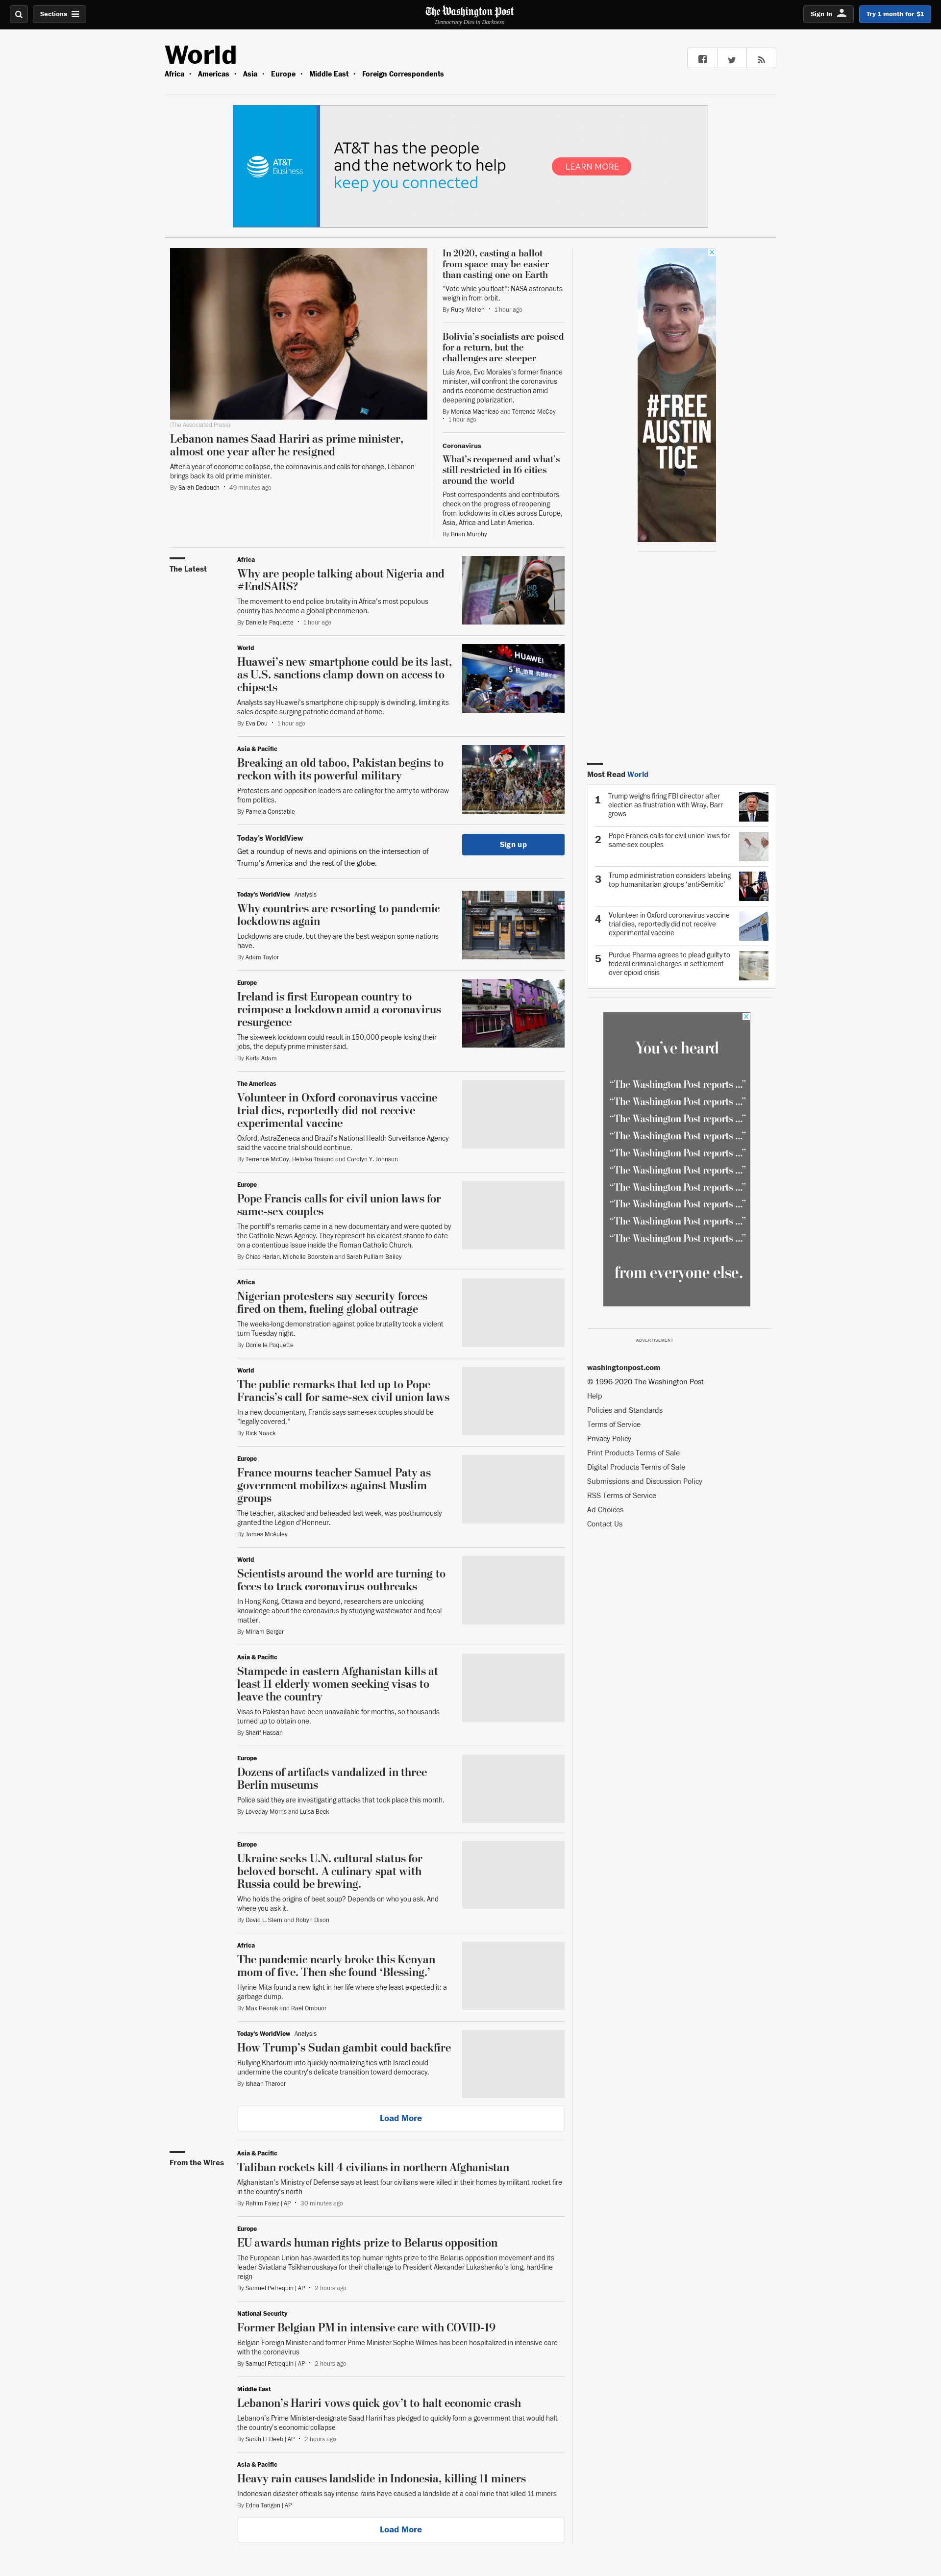 Sections
The Washington Post
Democracy Dies in Darkness
Sign In
Try 1 month for $1
World
Africa • Americas • Asia • Europe • Middle East • Foreign Correspondents
AT&T
Business
AT&T has the people
and the network to help
keep you connected
LEARN MORE
(The Associated Press)
Lebanon names Saad Hariri as prime minister,
almost one year after he resigned
After a year of economic collapse, the coronavirus and calls for change, Lebanon
brings back its old prime minister.
By Sarah Dadouch • 49 minutes ago
In 2020, casting a ballot
from space may be easier
than casting one on Earth
"Vote while you float": NASA astronauts
weigh in from orbit.
By Ruby Mellen • 1 hour ago
Bolivia's socialists are poised
for a return, but the
challenges are steeper
Luis Arce, Evo Morales's former finance
minister, will confront the coronavirus
and its economic destruction amid
deepening polarization.
By Monica Machicao and Terrence McCoy
• 1 hour ago
Coronavirus
What's reopened and what's
still restricted in 16 cities
around the world
Post correspondents and contributors
check on the progress of reopening
from lockdowns in cities across Europe,
Asia, Africa and Latin America.
By Brian Murphy
#FREE
AUSTIN
TICE
The Latest
Africa
Why are people talking about Nigeria and
#EndSARS?
The movement to end police brutality in Africa's most populous
country has become a global phenomenon.
By Danielle Paquette • 1 hour ago
END
SARS
World
Huawei's new smartphone could be its last,
as U.S. sanctions clamp down on access to
chipsets
Analysts say Huawei's smartphone chip supply is dwindling, limiting its
sales despite surging patriotic demand at home.
By Eva Dou • 1 hour ago
HUAWEI
Asia & Pacific
Breaking an old taboo, Pakistan begins to
reckon with its powerful military
Protesters and opposition leaders are calling for the army to withdraw
from politics.
By Pamela Constable
Today's WorldView
Get a roundup of news and opinions on the intersection of
Trump's America and the rest of the globe.
Sign up
Today's WorldView Analysis
Why countries are resorting to pandemic
lockdowns again
Lockdowns are crude, but they are the best weapon some nations
have.
By Adam Taylor
Europe
Ireland is first European country to
reimpose a lockdown amid a coronavirus
resurgence
The six-week lockdown could result in 150,000 people losing their
jobs, the deputy prime minister said.
By Karla Adam
The Americas
Volunteer in Oxford coronavirus vaccine
trial dies, reportedly did not receive
experimental vaccine
Oxford, AstraZeneca and Brazil's National Health Surveillance Agency
said the vaccine trial should continue.
By Terrence McCoy, Heloísa Traiano and Carolyn Y. Johnson
Europe
Pope Francis calls for civil union laws for
same-sex couples
The pontiff's remarks came in a new documentary and were quoted by
the Catholic News Agency. They represent his clearest stance to date
on a contentious issue inside the Roman Catholic Church.
By Chico Harlan, Michelle Boorstein and Sarah Pulliam Bailey
Africa
Nigerian protesters say security forces
fired on them, fueling global outrage
The weeks-long demonstration against police brutality took a violent
turn Tuesday night.
By Danielle Paquette
World
The public remarks that led up to Pope
Francis's call for same-sex civil union laws
In a new documentary, Francis says same-sex couples should be
"legally covered."
By Rick Noack
Europe
France mourns teacher Samuel Paty as
government mobilizes against Muslim
groups
The teacher, attacked and beheaded last week, was posthumously
granted the Légion d'Honneur.
By James McAuley
World
Scientists around the world are turning to
feces to track coronavirus outbreaks
In Hong Kong, Ottawa and beyond, researchers are unlocking
knowledge about the coronavirus by studying wastewater and fecal
matter.
By Miriam Berger
Asia & Pacific
Stampede in eastern Afghanistan kills at
least 11 elderly women seeking visas to
leave the country
Visas to Pakistan have been unavailable for months, so thousands
turned up to obtain one.
By Sharif Hassan
Europe
Dozens of artifacts vandalized in three
Berlin museums
Police said they are investigating attacks that took place this month.
By Loveday Morris and Luisa Beck
Europe
Ukraine seeks U.N. cultural status for
beloved borscht. A culinary spat with
Russia could be brewing.
Who holds the origins of beet soup? Depends on who you ask. And
where you ask it.
By David L. Stern and Robyn Dixon
Africa
The pandemic nearly broke this Kenyan
mom of five. Then she found 'Blessing.'
Hyrine Mita found a new light in her life where she least expected it: a
garbage dump.
By Max Bearak and Rael Ombuor
Today's WorldView Analysis
How Trump's Sudan gambit could backfire
Bullying Khartoum into quickly normalizing ties with Israel could
undermine the country's delicate transition toward democracy.
By Ishaan Tharoor
Load More
Most Read World
1 Trump weighs firing FBI director after
election as frustration with Wray, Barr
grows
2 Pope Francis calls for civil union laws for
same-sex couples
3 Trump administration considers labeling
top humanitarian groups 'anti-Semitic'
4 Volunteer in Oxford coronavirus vaccine
trial dies, reportedly did not receive
experimental vaccine
5 Purdue Pharma agrees to plead guilty to
federal criminal charges in settlement
over opioid crisis
You've heard
“The Washington Post reports ...”
“The Washington Post reports ...”
“The Washington Post reports ...”
“The Washington Post reports ...”
“The Washington Post reports ...”
“The Washington Post reports ...”
“The Washington Post reports ...”
“The Washington Post reports ...”
“The Washington Post reports ...”
“The Washington Post reports ...”
from everyone else.
ADVERTISEMENT
washingtonpost.com
© 1996-2020 The Washington Post
Help
Policies and Standards
Terms of Service
Privacy Policy
Print Products Terms of Sale
Digital Products Terms of Sale
Submissions and Discussion Policy
RSS Terms of Service
Ad Choices
Contact Us
From the Wires
Asia & Pacific
Taliban rockets kill 4 civilians in northern Afghanistan
Afghanistan's Ministry of Defense says at least four civilians were killed in their homes by militant rocket fire
in the country's north
By Rahim Faiez | AP • 30 minutes ago
Europe
EU awards human rights prize to Belarus opposition
The European Union has awarded its top human rights prize to the Belarus opposition movement and its
leader Sviatlana Tsikhanouskaya for their challenge to President Alexander Lukashenko's long, hard-line
reign
By Samuel Petrequin | AP • 2 hours ago
National Security
Former Belgian PM in intensive care with COVID-19
Belgian Foreign Minister and former Prime Minister Sophie Wilmes has been hospitalized in intensive care
with the coronavirus
By Samuel Petrequin | AP • 2 hours ago
Middle East
Lebanon's Hariri vows quick gov't to halt economic crash
Lebanon's Prime Minister-designate Saad Hariri has pledged to quickly form a government that would halt
the country's economic collapse
By Sarah El Deeb | AP • 2 hours ago
Asia & Pacific
Heavy rain causes landslide in Indonesia, killing 11 miners
Indonesian disaster officials say intense rains have caused a landslide at a coal mine that killed 11 miners
By Edna Tarigan | AP
Load More